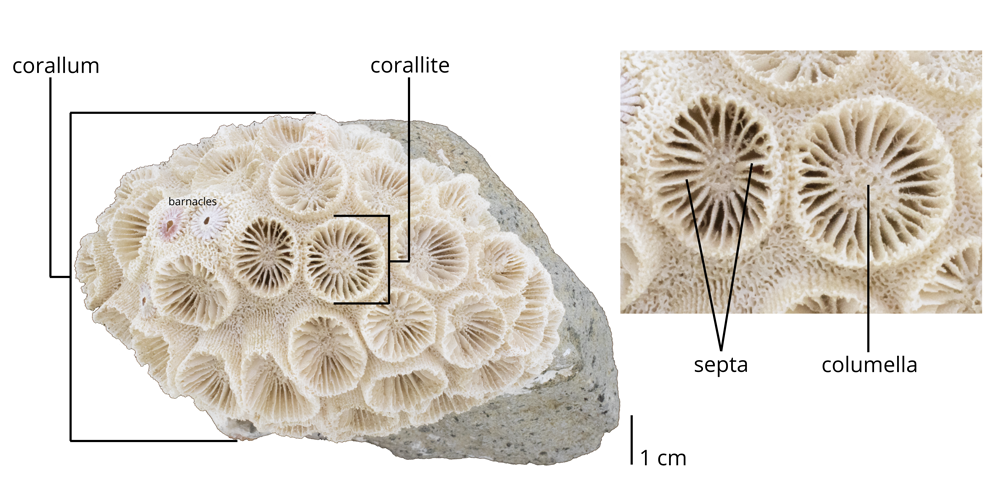 corallum
corallite
barnacles
septa
columella
1 cm